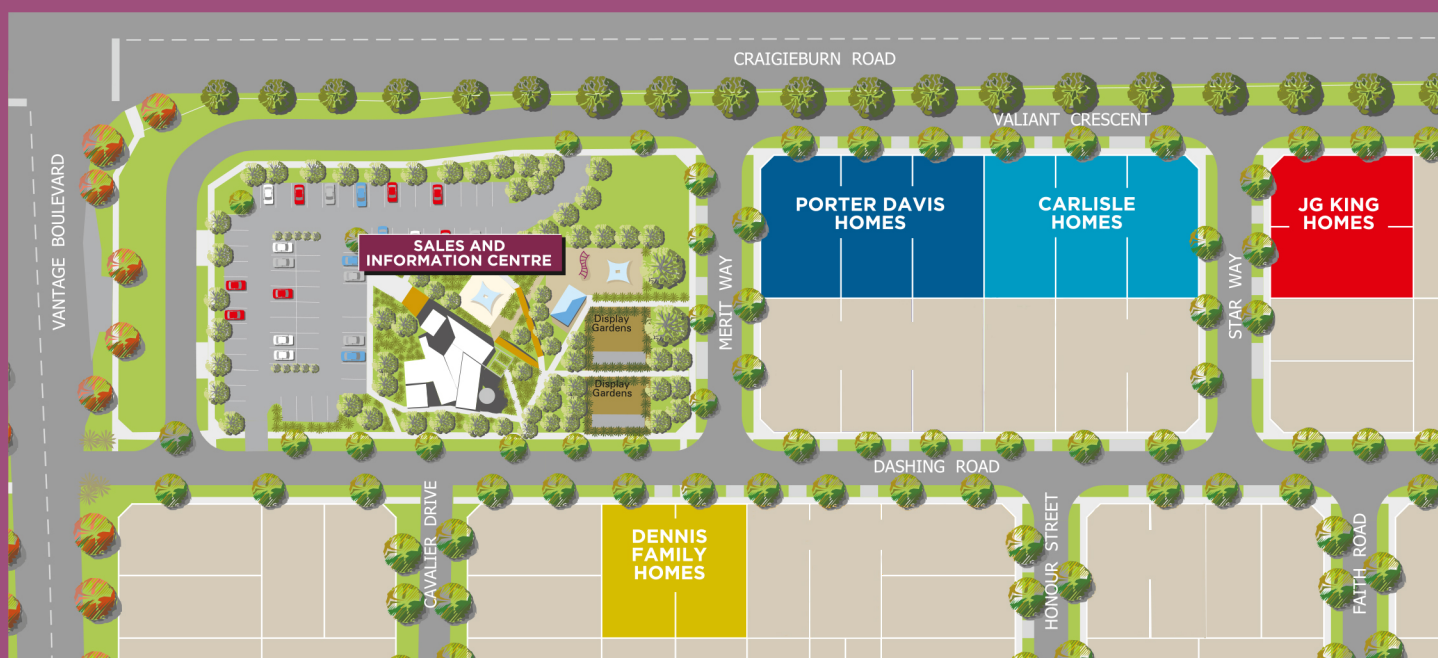 CRAIGIEBURN ROAD
VALIANT CRESCENT
VANTAGE BOULEVARD
SALES AND
INFORMATION CENTRE
MERIT WAY
PORTER DAVIS
HOMES
CARLISLE
HOMES
STAR WAY
JG KING
HOMES
Display
Gardens
Display
Gardens
DASHING ROAD
CAVALIER DRIVE
DENNIS
FAMILY
HOMES
HONOUR STREET
FAITH ROAD